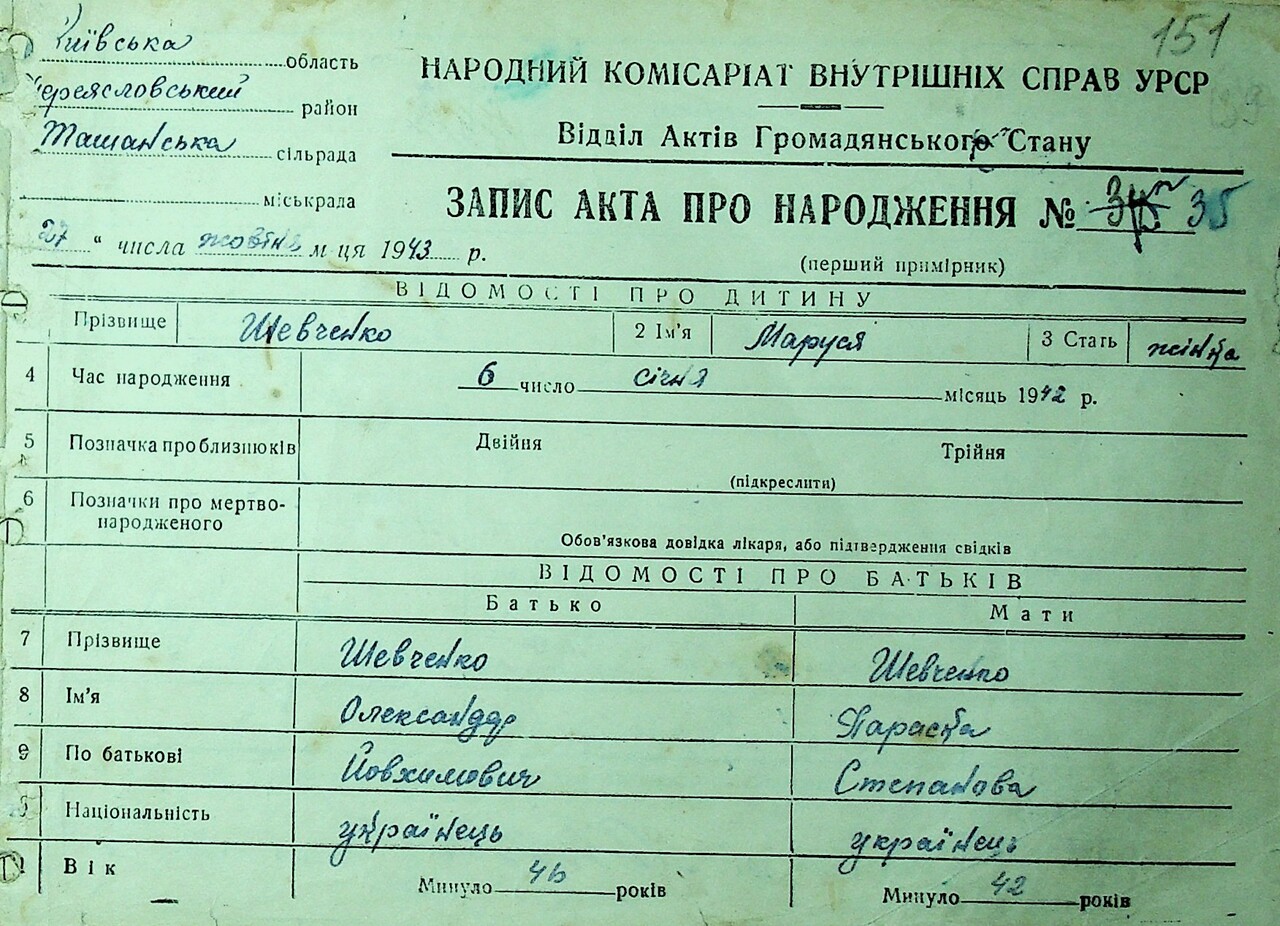 151
Київська область
Переясловський район
Ташанська сільрада
міськрада
НАРОДНИЙ КОМІСАРІАТ ВНУТРІШНІХ СПРАВ УРСР
Відділ Актів Громадянського Стану
ЗАПИС АКТА ПРО НАРОДЖЕННЯ № 35
27 " числа жовтня м-ця 1943 р.
(перший примірник)
ВІДОМОСТІ ПРО ДИТИНУ
Прізвище Шевченко 2 Ім'я Маруся 3 Стать жінка
4 Час народження 6 число січня місяць 1942 р.
5 Позначка про близнюків Двійня Трійня
(підкреслити)
6 Позначки про мертво-
народженого
Обов'язкова довідка лікаря, або підтвердження свідків
ВІДОМОСТІ ПРО БАТЬКІВ
Батько Мати
7 Прізвище Шевченко Шевченко
8 Ім'я Олександр Параска
9 По батькові Йовхимович Степанова
Національність українець українець
Вік Минуло років Минуло 42 років